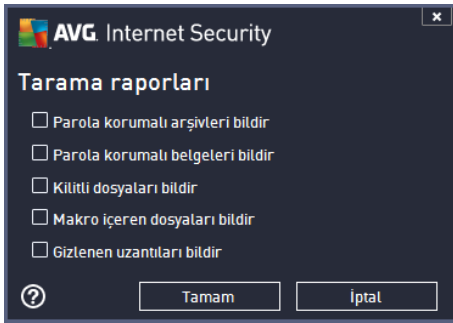 AVG. Internet Security
Tarama raporları
Parola korumalı arşivleri bildir
Parola korumalı belgeleri bildir
Kilitli dosyaları bildir
Makro içeren dosyaları bildir
Gizlenen uzantıları bildir
?
Tamam
İptal